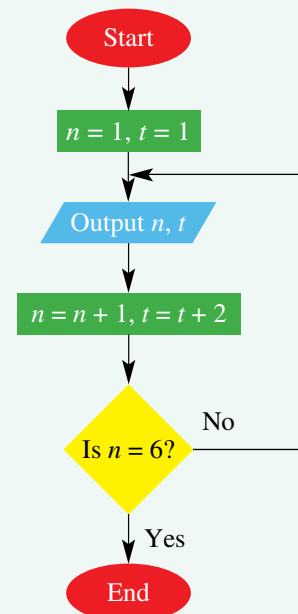 Start
n = 1, t = 1
Output n, t
n = n + 1, t = t + 2
Is n = 6?
No
Yes
End